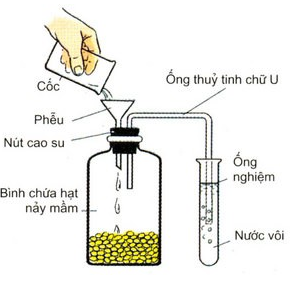 Cốc
Ống thuỷ tinh chữ U
Phễu
Nút cao su
Ống
nghiệm
Bình chứa hạt
nảy mầm
Nước vôi